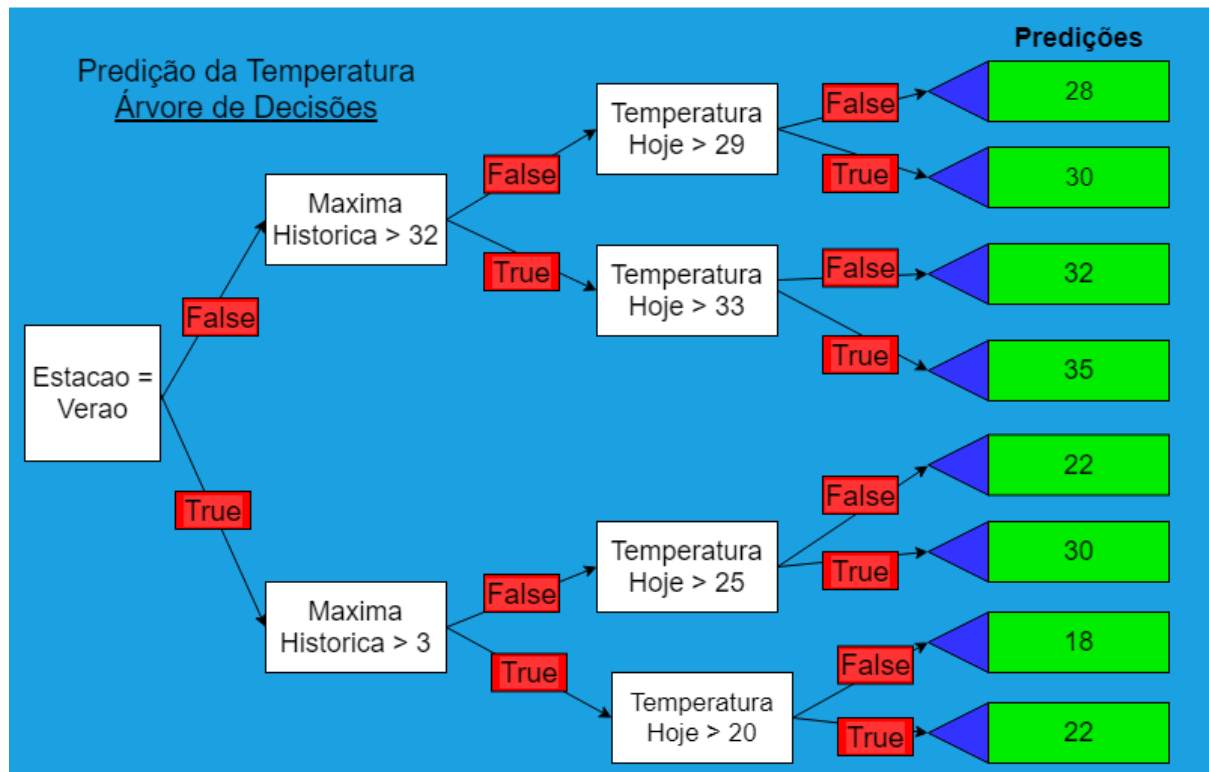 Predições
Predição da Temperatura
Árvore de Decisões
Estacao =
Verao
False
True
Maxima
Historica > 32
False
True
Maxima
Historica > 3
False
True
Temperatura
Hoje > 29
False
True
Temperatura
Hoje > 33
False
True
Temperatura
Hoje > 25
False
True
Temperatura
Hoje > 20
False
True
28
30
32
35
22
30
18
22